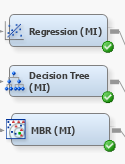 Regression (MI)
Decision Tree
(MI)
MBR (MI)